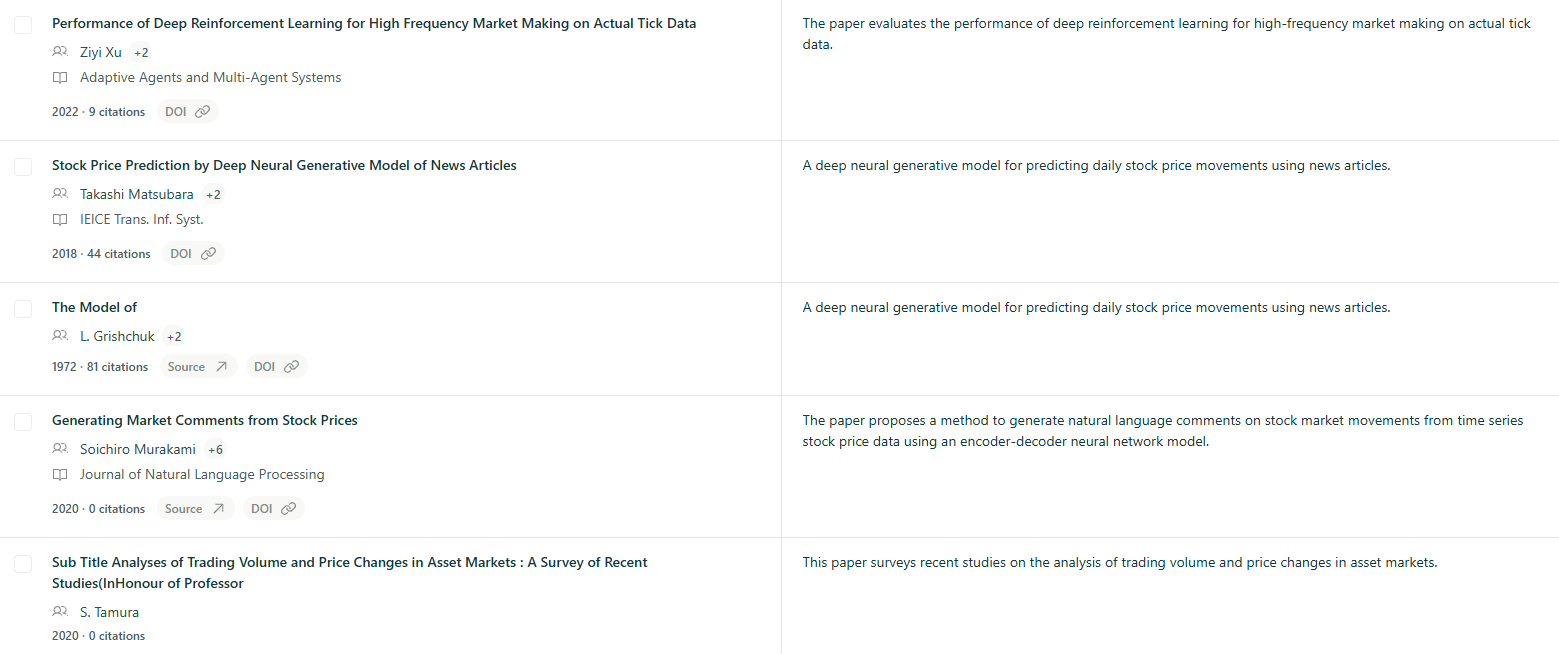 Performance of Deep Reinforcement Learning for High Frequency Market Making on Actual Tick Data
Ziyi Xu +2
Adaptive Agents and Multi-Agent Systems
2022 · 9 citations DOI
The paper evaluates the performance of deep reinforcement learning for high-frequency market making on actual tick
data.
Stock Price Prediction by Deep Neural Generative Model of News Articles
Takashi Matsubara +2
IEICE Trans. Inf. Syst.
2018 · 44 citations DOI
A deep neural generative model for predicting daily stock price movements using news articles.
The Model of
L. Grishchuk +2
1972 · 81 citations Source DOI
A deep neural generative model for predicting daily stock price movements using news articles.
Generating Market Comments from Stock Prices
Soichiro Murakami +6
Journal of Natural Language Processing
2020 · 0 citations Source DOI
The paper proposes a method to generate natural language comments on stock market movements from time series
stock price data using an encoder-decoder neural network model.
Sub Title Analyses of Trading Volume and Price Changes in Asset Markets : A Survey of Recent
Studies(InHonour of Professor
S. Tamura
2020 · 0 citations
This paper surveys recent studies on the analysis of trading volume and price changes in asset markets.